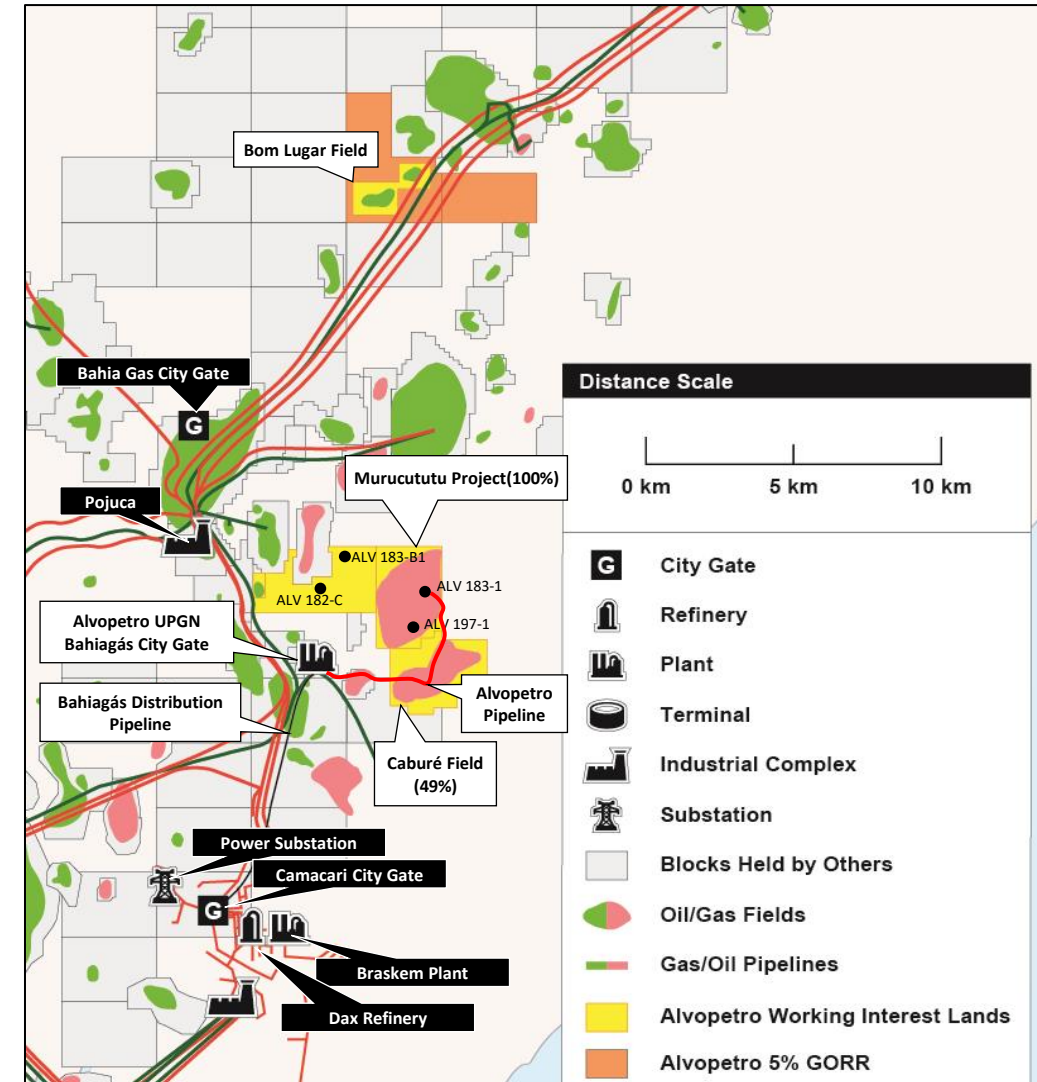 Bom Lugar Field
Bahia Gas City Gate
G
Pojuca
Murucututu Project(100%)
ALV 183-B1
ALV 182-C
ALV 183-1
ALV 197-1
Alvopetro UPGN
Bahiagás City Gate
Bahiagás Distribution
Pipeline
Alvopetro
Pipeline
Caburé Field
(49%)
Power Substation
Camacari City Gate
G
Braskem Plant
Dax Refinery
Distance Scale
0 km
5 km
10 km
G
City Gate
Refinery
Plant
Terminal
Industrial Complex
Substation
Blocks Held by Others
Oil/Gas Fields
Gas/Oil Pipelines
Alvopetro Working Interest Lands
Alvopetro 5% GORR